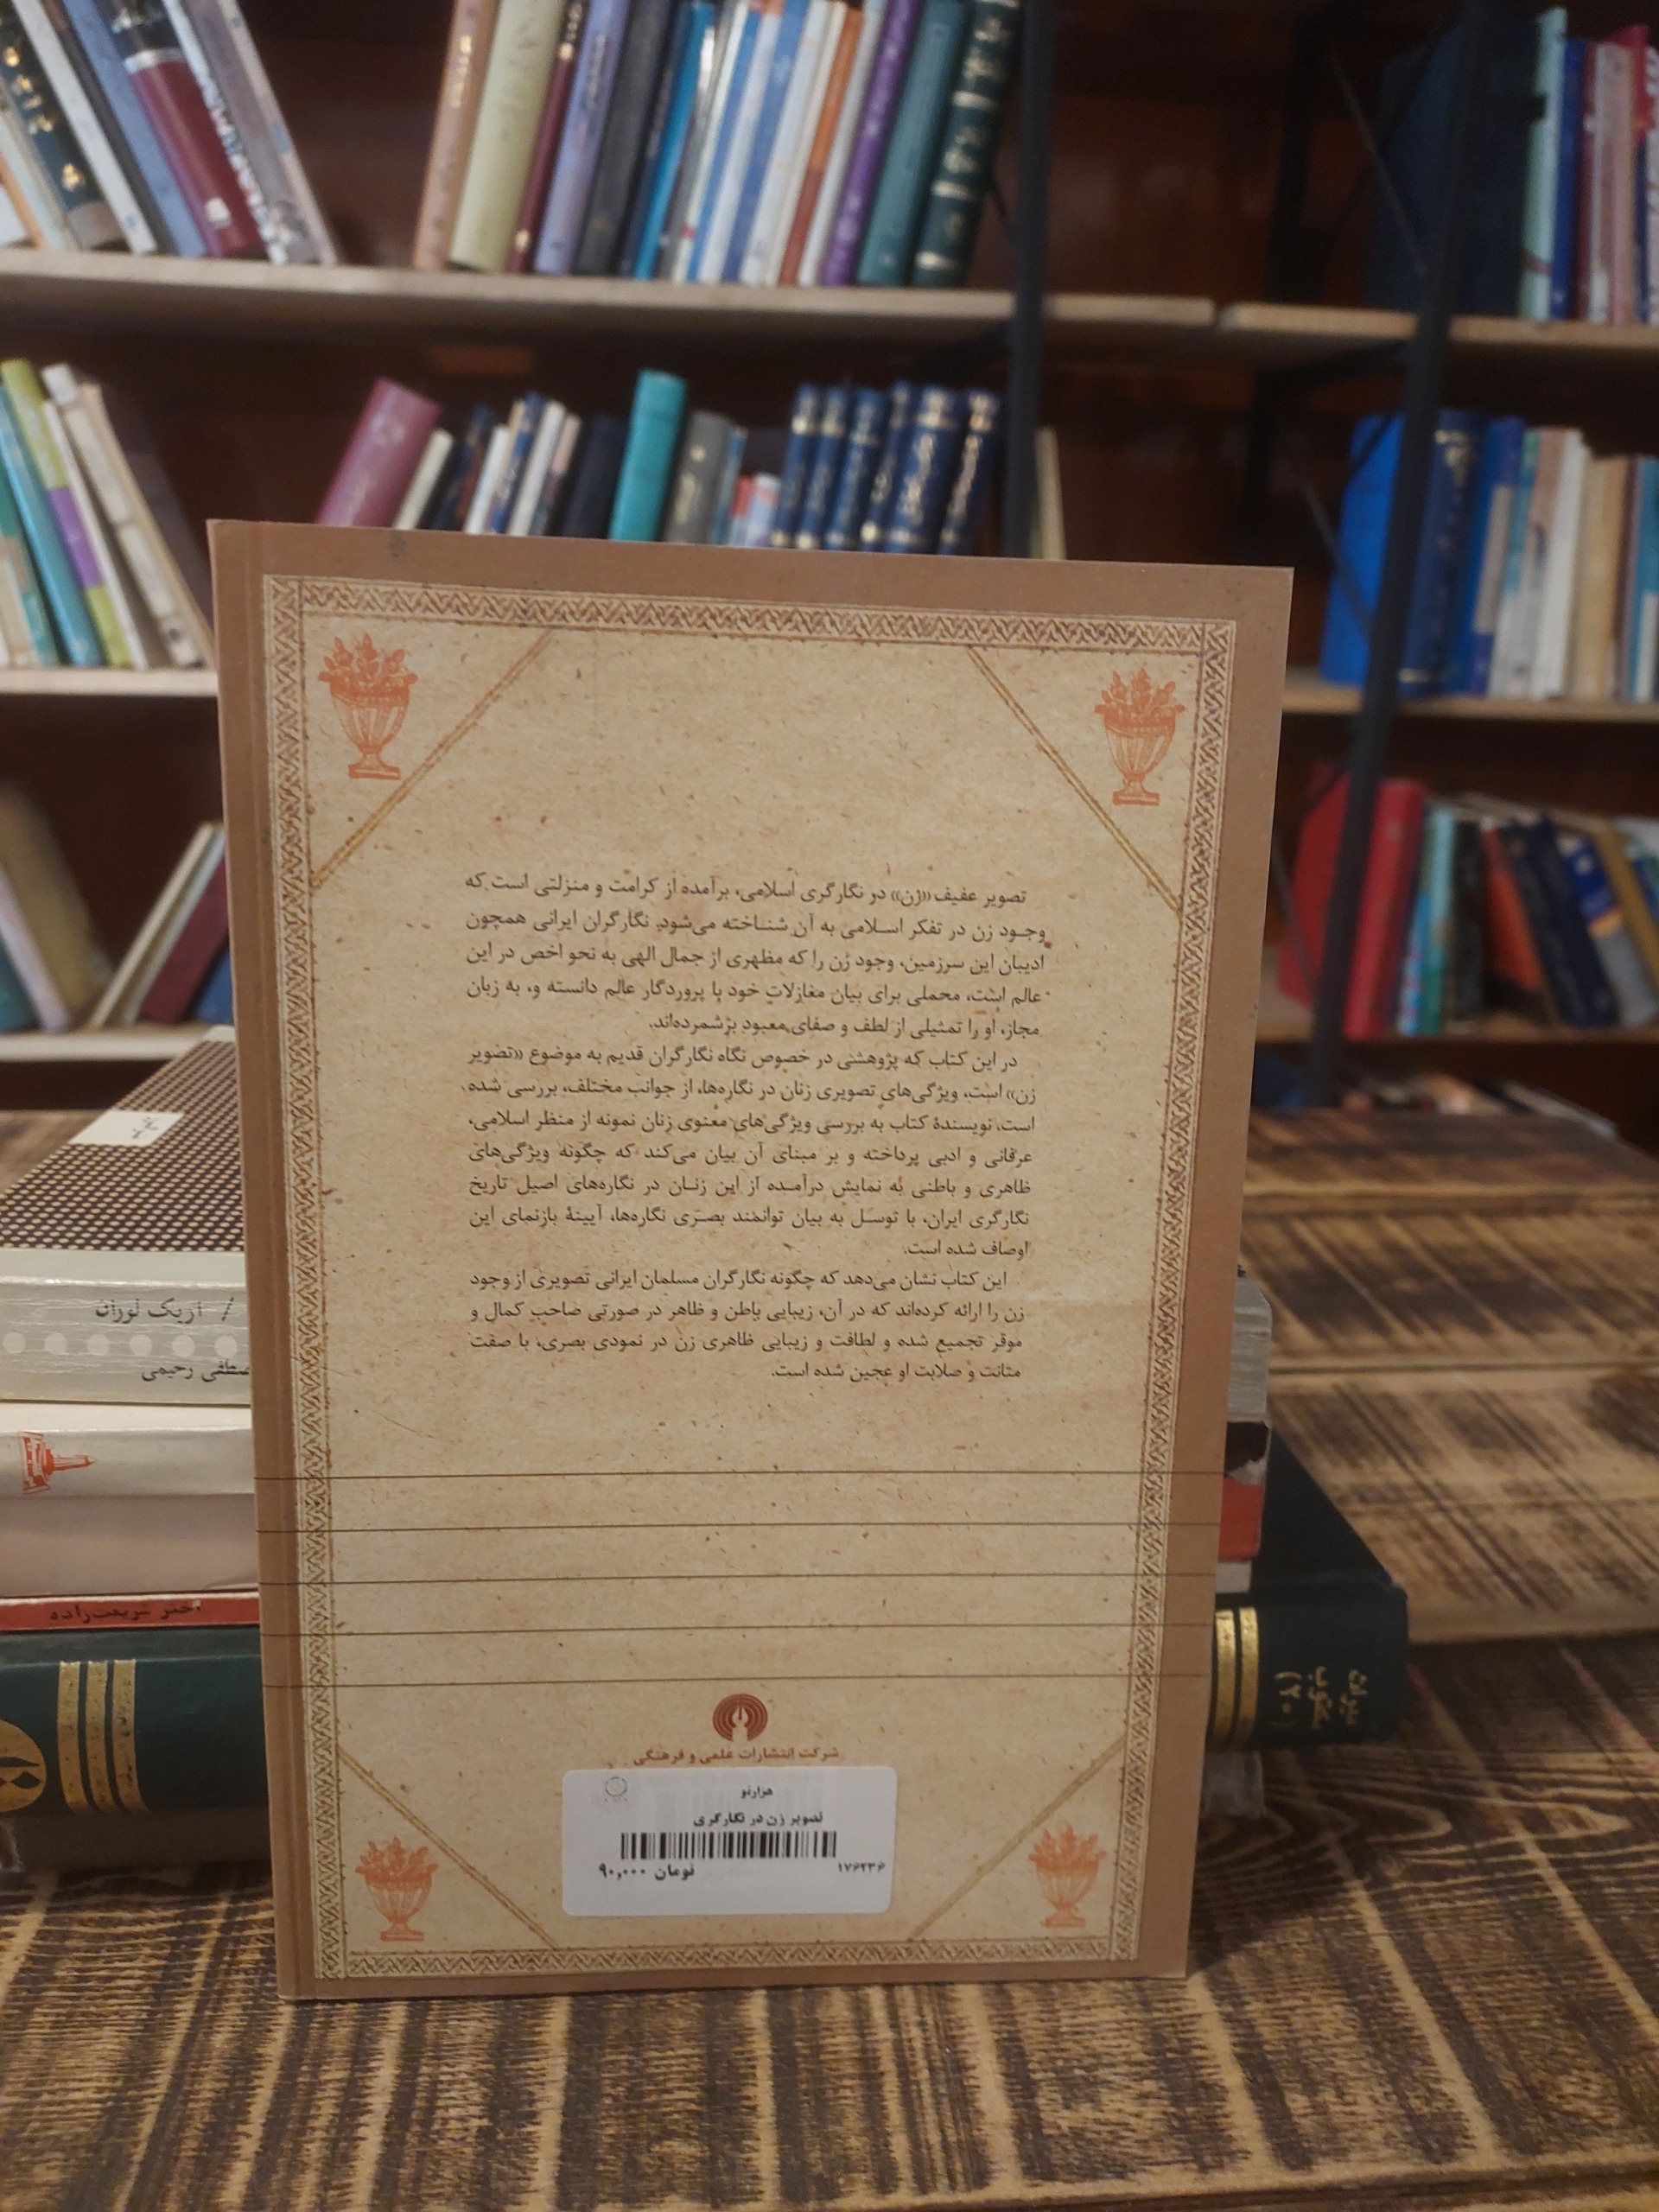 تصویر عفیف «زن» در نگارگری اسلامی، برآمده از کرامت و منزلتی است که
وجود زن در تفکر اسلامی به آن شناخته می‌شود. نگارگران ایرانی همچون
ادیبان این سرزمین، وجود زن را که مظهری از جمال الهی به نحو اخص در این
عالم است، محملی برای بیان مغازلات خود با پروردگار عالم دانسته و، به زبان
مجاز، او را تمثیلی از لطف و صفای معبود برشمرده‌اند.
در این کتاب که پژوهشی در خصوص نگاه نگارگران قدیم به موضوع «تصویر
زن» است، ویژگی‌های تصویری زنان در نگاره‌ها، از جوانب مختلف، بررسی شده
است. نویسندهٔ کتاب به بررسی ویژگی‌های معنوی زنان نمونه از منظر اسلامی،
عرفانی و ادبی پرداخته و بر مبنای آن بیان می‌کند که چگونه ویژگی‌های
ظاهری و باطنی به نمایش درآمده از این زنان در نگاره‌های اصیل تاریخ
نگارگری ایران، با توسل به بیان توانمند بصری نگاره‌ها، آیینهٔ بازنمای این
اوصاف شده است.
این کتاب نشان می‌دهد که چگونه نگارگران مسلمان ایرانی تصویری از وجود
زن را ارائه کرده‌اند که در آن، زیبایی باطن و ظاهر در صورتی صاحب کمال و
موقر تجمیع شده و لطافت و زیبایی ظاهری زن در نمودی بصری، با صفت
متانت و صلابت او عجین شده است.
شرکت انتشارات علمی و فرهنگی
هزارتو
تصویر زن در نگارگری
۱۷۶۲۳۶
۹۰,۰۰۰ تومان
/ اریک لوران
رحیمی
شریعت‌زاده